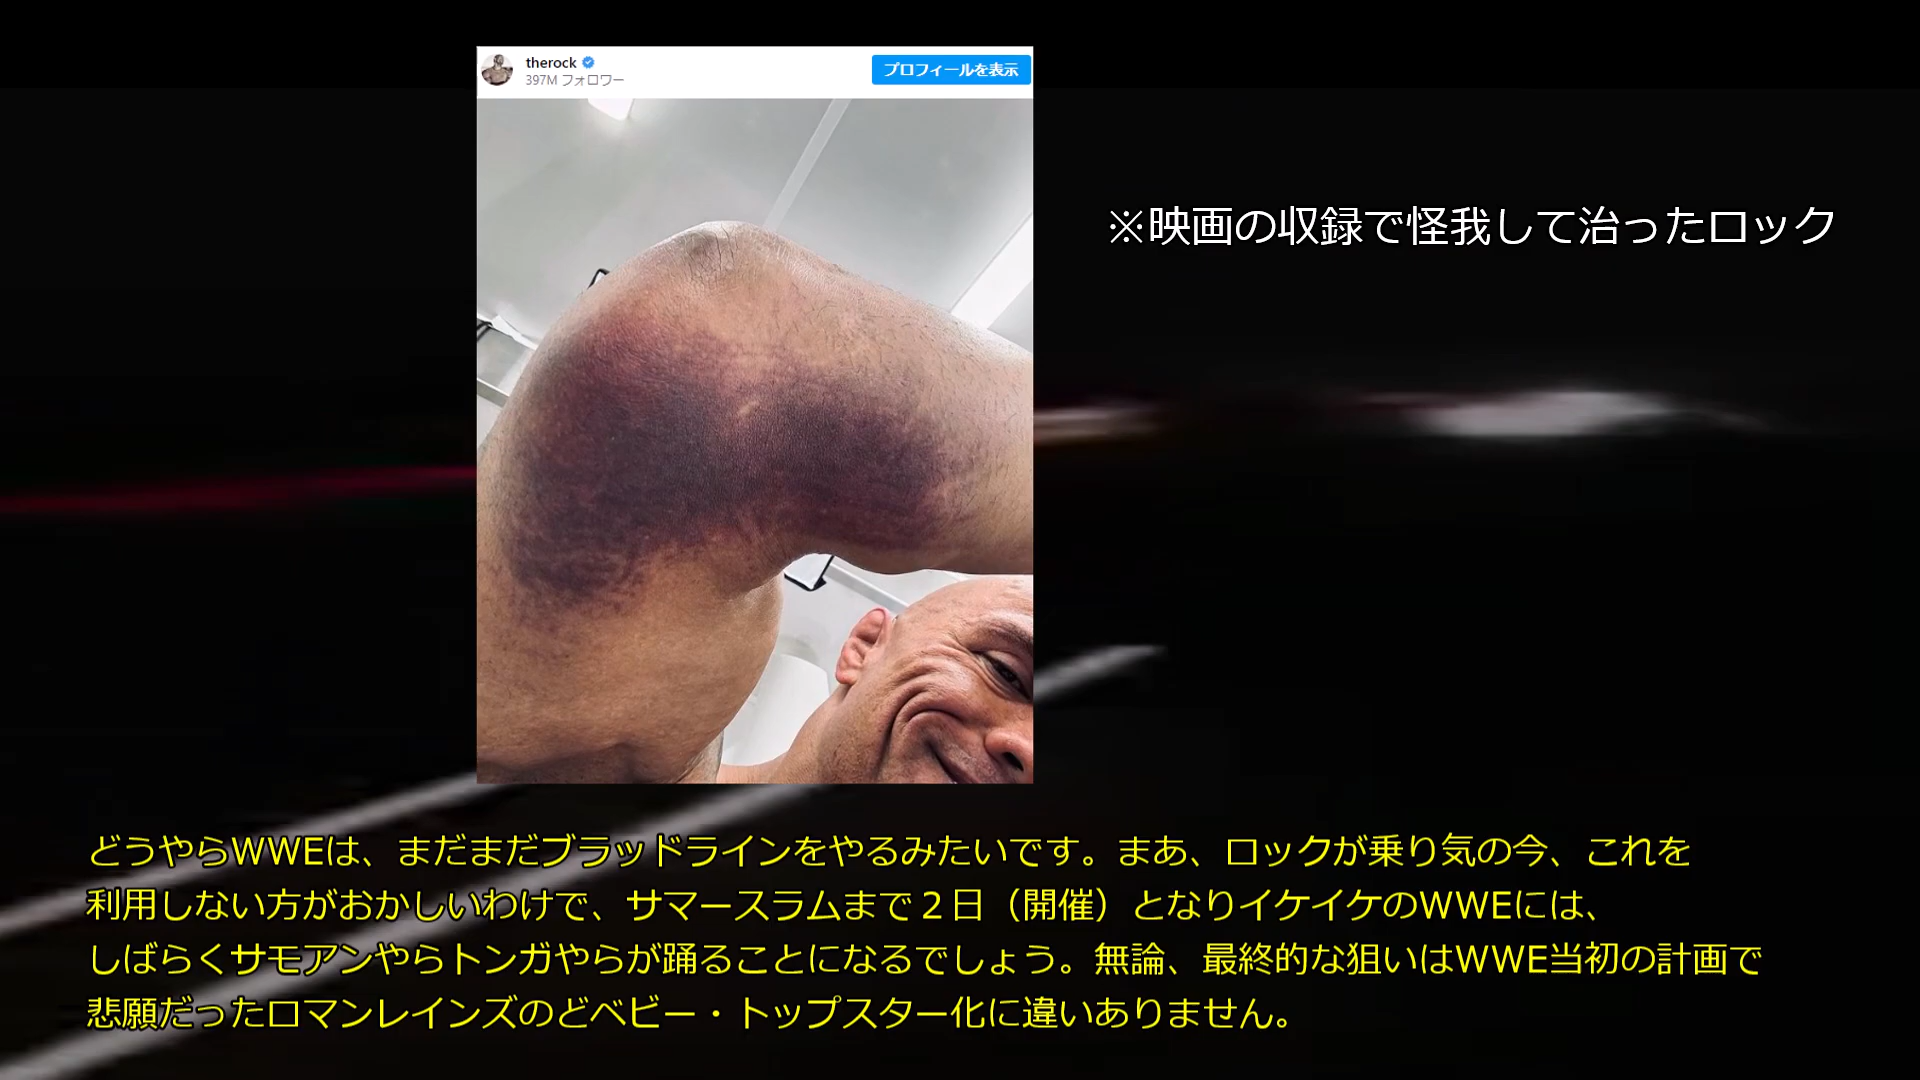 therock
397M フォロワー
プロフィールを表示
※映画の収録で怪我して治ったロック
どうやらWWEは、まだまだブラッドラインをやるみたいです。まあ、ロックが乗り気の今、これを
利用しない方がおかしいわけで、サマースラムまで２日（開催）となりイケイケのWWEには、
しばらくサモアンやらトンガやらが踊ることになるでしょう。無論、最終的な狙いはWWE当初の計画で
悲願だったロマンレインズのどベビー・トップスター化に違いありません。